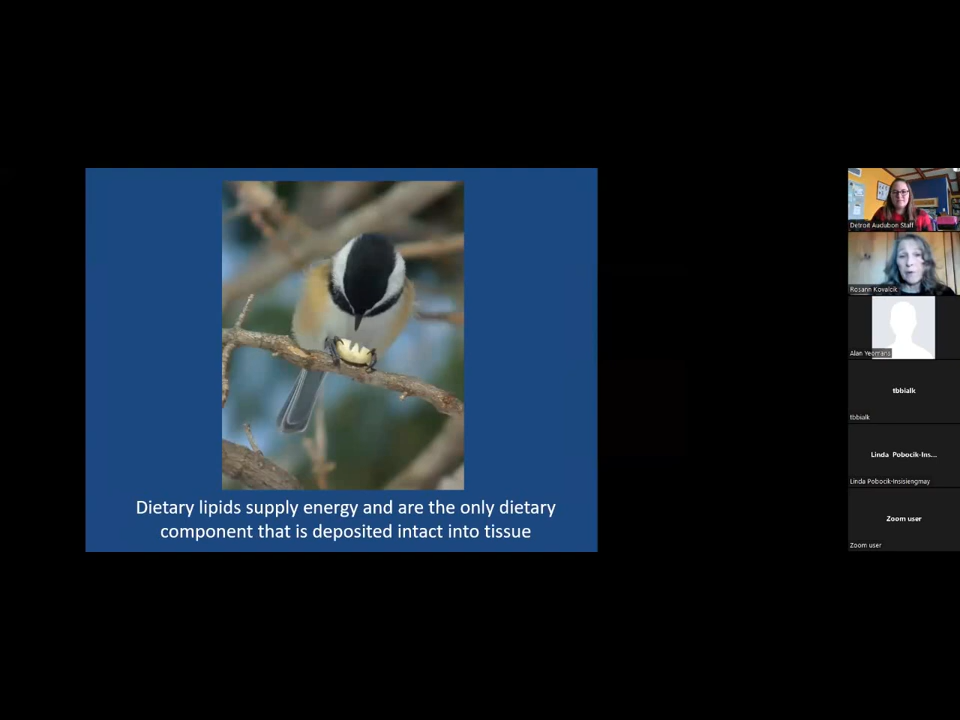 Dietary lipids supply energy and are the only dietary
component that is deposited intact into tissue
Detroit Audubon Staff
Rosann Kovalcik
Alan Yeomans
tbbialk
tbbialk
Linda Pobocik-Ins...
Linda Pobocik-Insisiengmay
Zoom user
Zoom user